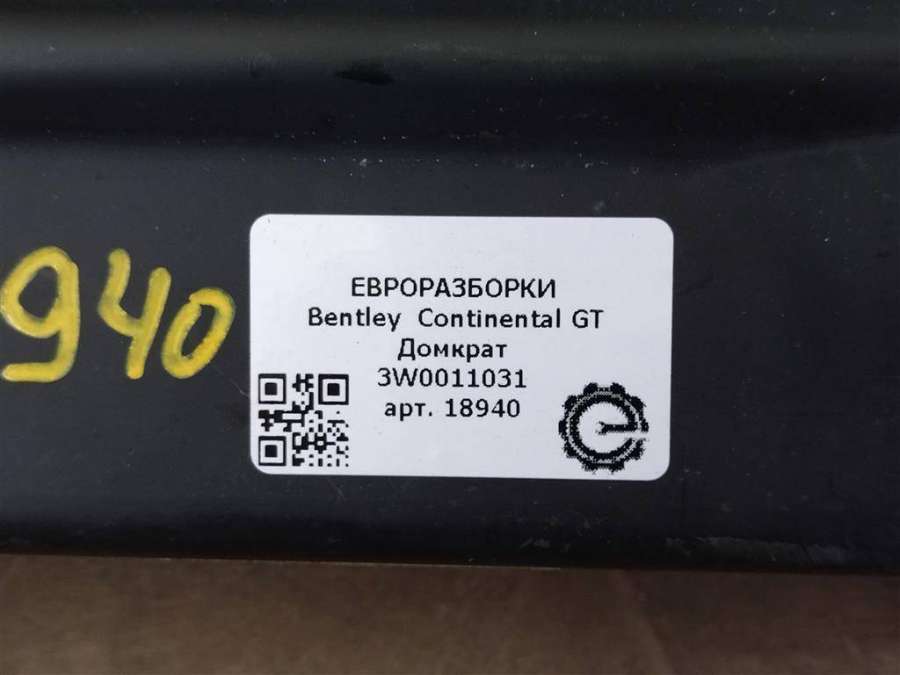 940
ЕВРОРАЗБОРКИ
Bentley Continental GT
Домкрат
3W0011031
арт. 18940